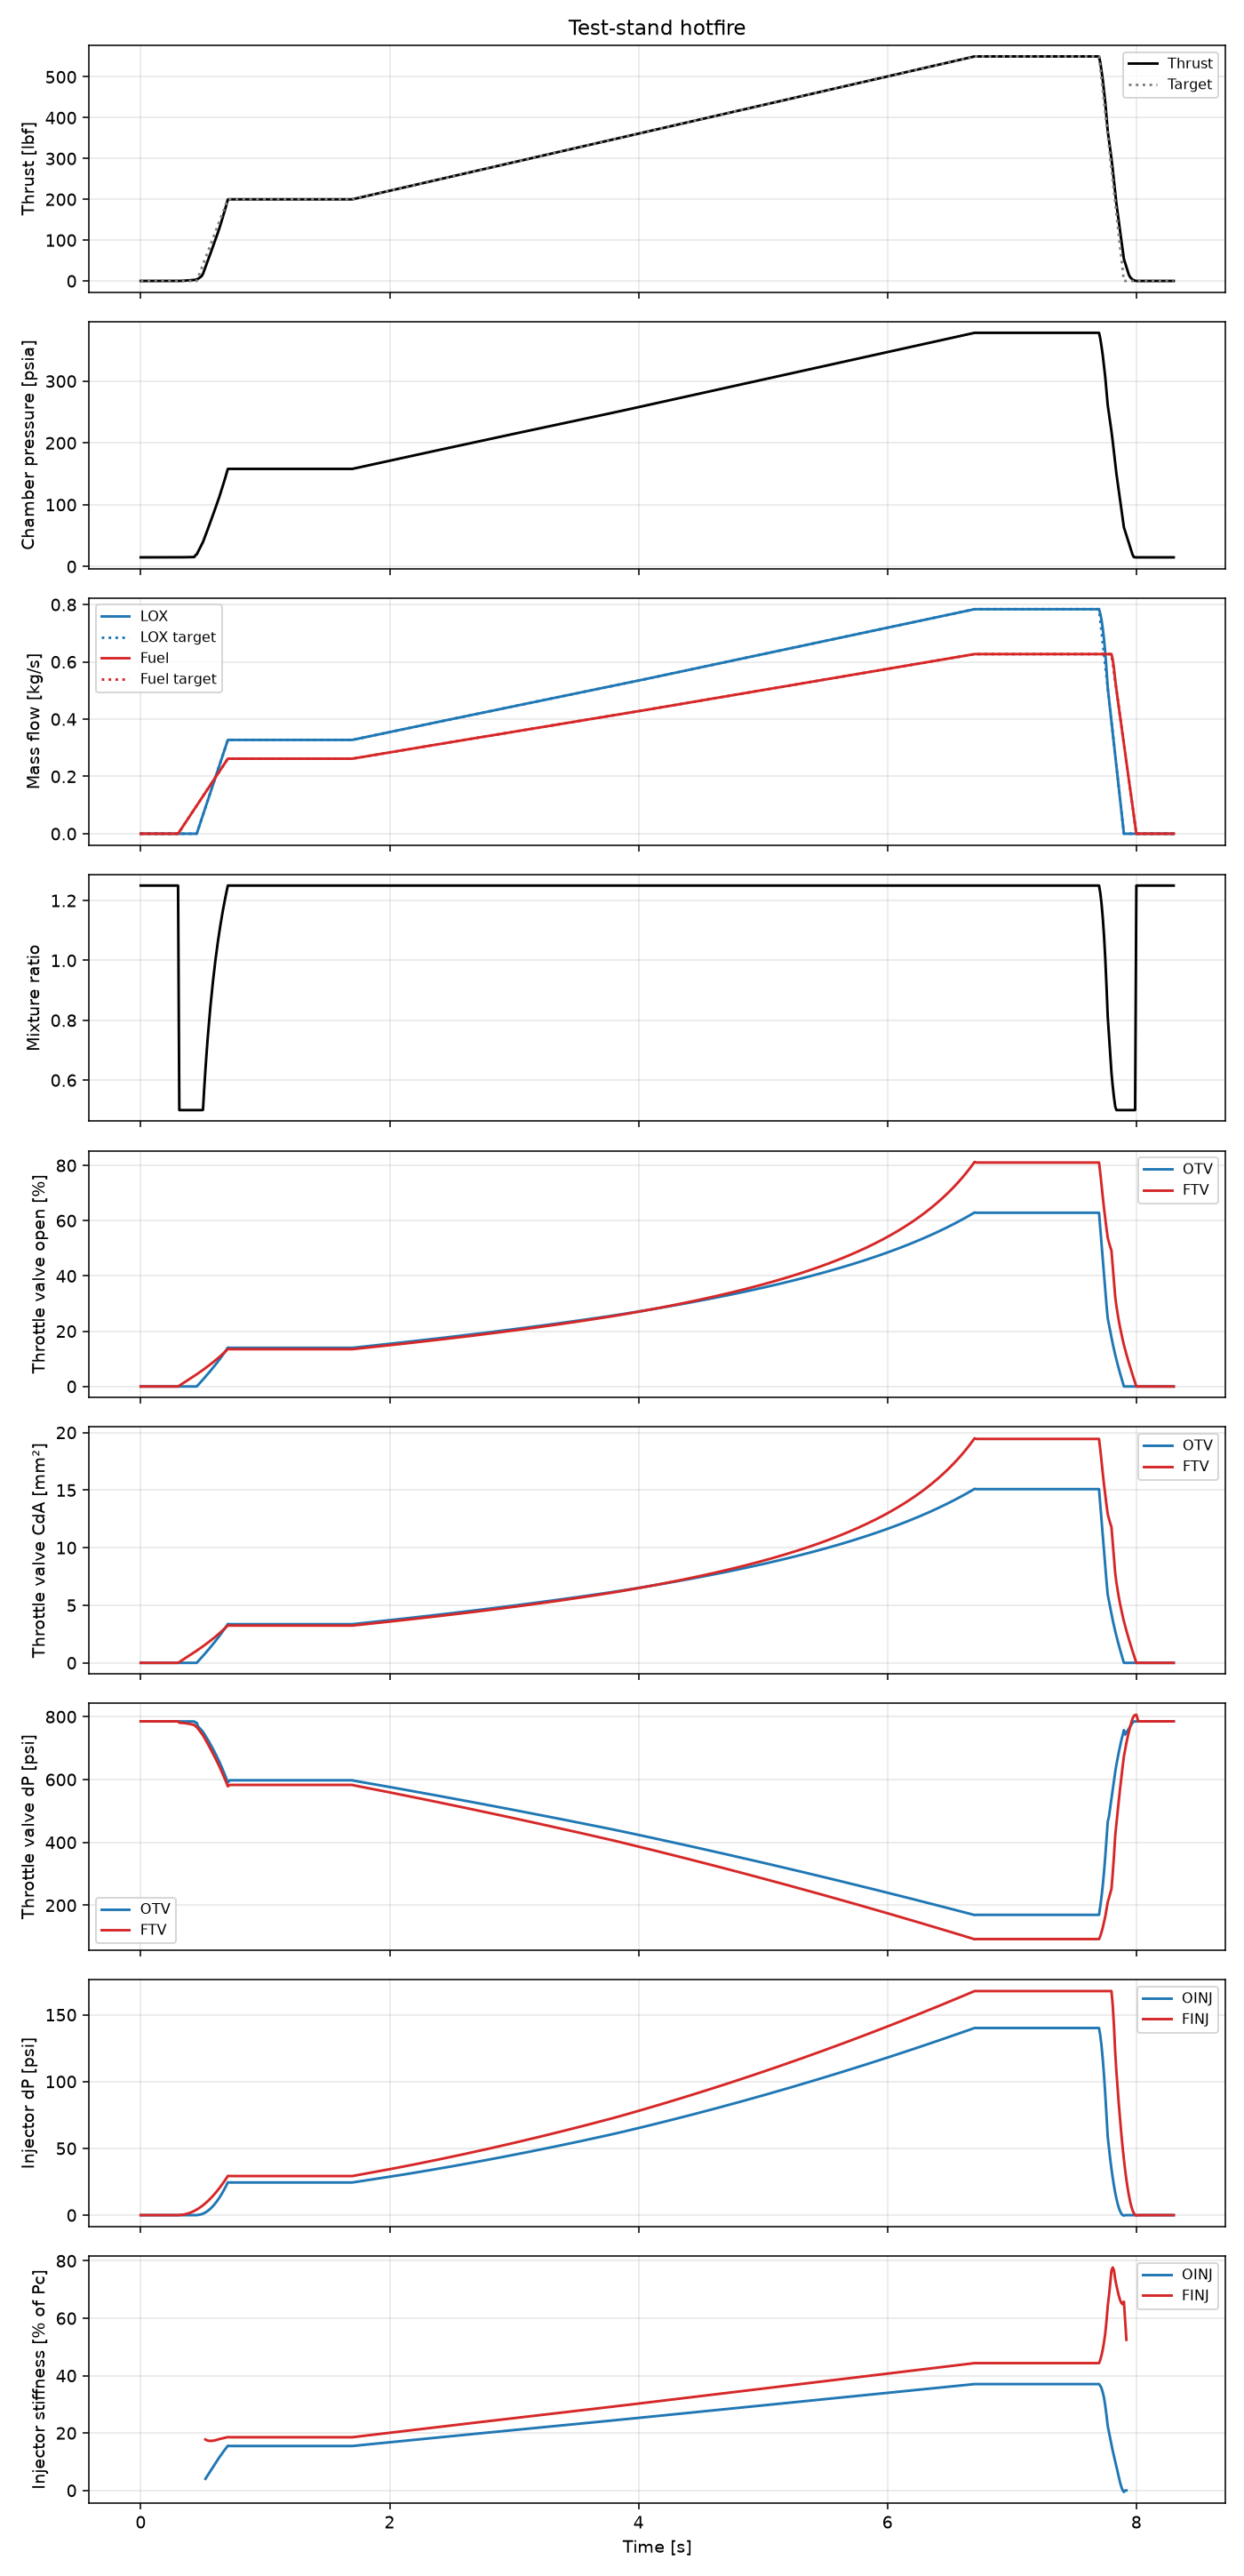 Test-stand hotfire
Thrust [lbf]
500
400
300
200
100
0
Thrust
Target
Chamber pressure [psia]
300
200
100
0
Mass flow [kg/s]
0.8
0.6
0.4
0.2
0.0
LOX
LOX target
Fuel
Fuel target
Mixture ratio
1.2
1.0
0.8
0.6
Throttle valve open [%]
80
60
40
20
0
OTV
FTV
Throttle valve CdA [mm²]
20
15
10
5
0
OTV
FTV
Throttle valve dP [psi]
800
600
400
200
OTV
FTV
Injector dP [psi]
150
100
50
0
OINJ
FINJ
Injector stiffness [% of Pc]
80
60
40
20
0
OINJ
FINJ
0 2 4 6 8
Time [s]